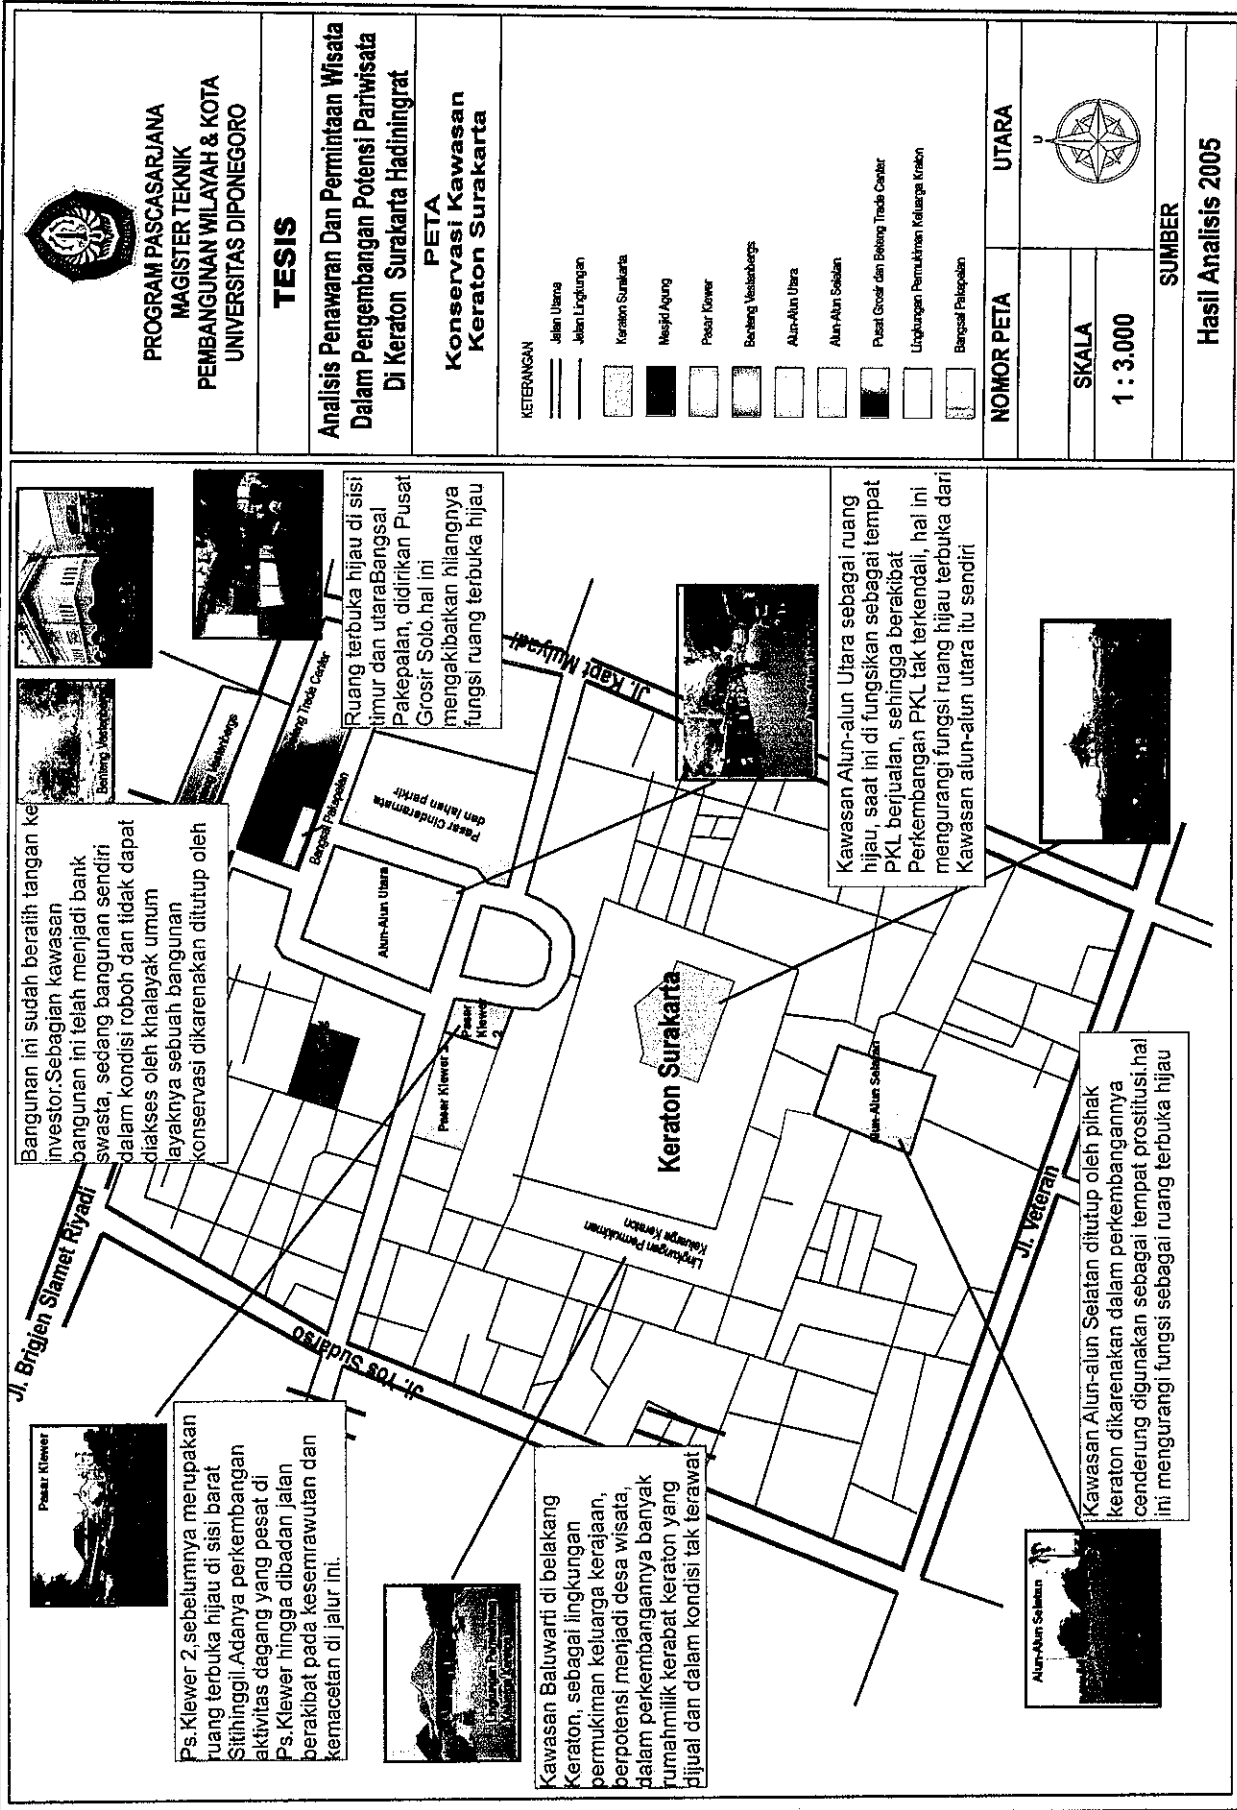 PROGRAM PASCASARJANA
MAGISTER TEKNIK
PEMBANGUNAN WILAYAH & KOTA
UNIVERSITAS DIPONEGORO
TESIS
Analisis Penawaran Dan Permintaan Wisata
Dalam Pengembangan Potensi Pariwisata
Di Keraton Surakarta Hadiningrat
PETA
Konservasi Kawasan
Keraton Surakarta
KETERANGAN
Jalan Utama
Jalan Lingkungan
Keraton Surakarta
Mesjid Agung
Pasar Klewer
Benteng Vestenbergs
Alun-Alun Utara
Alun-Alun Selatan
Pusat Grosir dan Beteng Trade Center
Lingkungan Permukiman Keluarga Kraton
Bangsal Pakepalan
NOMOR PETA
UTARA
U
SKALA
1 : 3.000
SUMBER
Hasil Analisis 2005
Bangunan ini sudah beralih tangan ke
investor.Sebagian kawasan
bangunan ini telah menjadi bank
swasta, sedang bangunan sendiri
dalam kondisi roboh dan tidak dapat
diakses oleh khalayak umum
layaknya sebuah bangunan
konservasi dikarenakan ditutup oleh
Ruang terbuka hijau di sisi
timur dan utaraBangsal
Pakepalan, didirikan Pusat
Grosir Solo.hal ini
mengakibatkan hilangnya
fungsi ruang terbuka hijau
Kawasan Alun-alun Utara sebagai ruang
hijau, saat ini di fungsikan sebagai tempat
PKL berjualan, sehingga berakibat
Perkembangan PKL tak terkendali, hal ini
mengurangi fungsi ruang hijau terbuka dari
Kawasan alun-alun utara itu sendiri
Kawasan Alun-alun Selatan ditutup oleh pihak
keraton dikarenakan dalam perkembangannya
cenderung digunakan sebagai tempat prostitusi.hal
ini mengurangi fungsi sebagai ruang terbuka hijau
Ps.Klewer 2,sebelumnya merupakan
ruang terbuka hijau di sisi barat
Sitihinggil.Adanya perkembangan
aktivitas dagang yang pesat di
Ps.Klewer hingga dibadan jalan
berakibat pada kesemrawutan dan
kemacetan di jalur ini.
Kawasan Baluwarti di belakang
Keraton, sebagai lingkungan
permukiman keluarga kerajaan,
berpotensi menjadi desa wisata,
dalam perkembangannya banyak
rumahmilik kerabat keraton yang
dijual dan dalam kondisi tak terawat
Jl. Brigjen Slamet Riyadi
Jl. Yos Sudarso
Jl. Kapt Mulyadi
Jl. Veteran
Keraton Surakarta
Alun-Alun Utara
Alun-Alun Selatan
Pasar Cinderamata
dan lahan parkir
Bangsal Pakepalan
Trade Center
Pasar Klewer
Pasar
Klewer
2
Lingkungan Permukiman
Keluarga Keraton
Benteng Vestenberg
Pasar Klewer
Alun-Alun Selatan
Lingkungan Permukiman
Keluarga Keraton